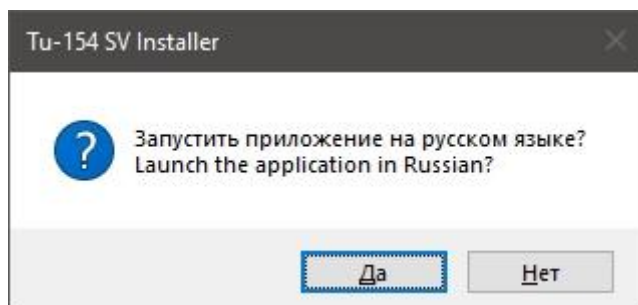 Tu-154 SV Installer
Запустить приложение на русском языке?
Launch the application in Russian?
Да
Нет